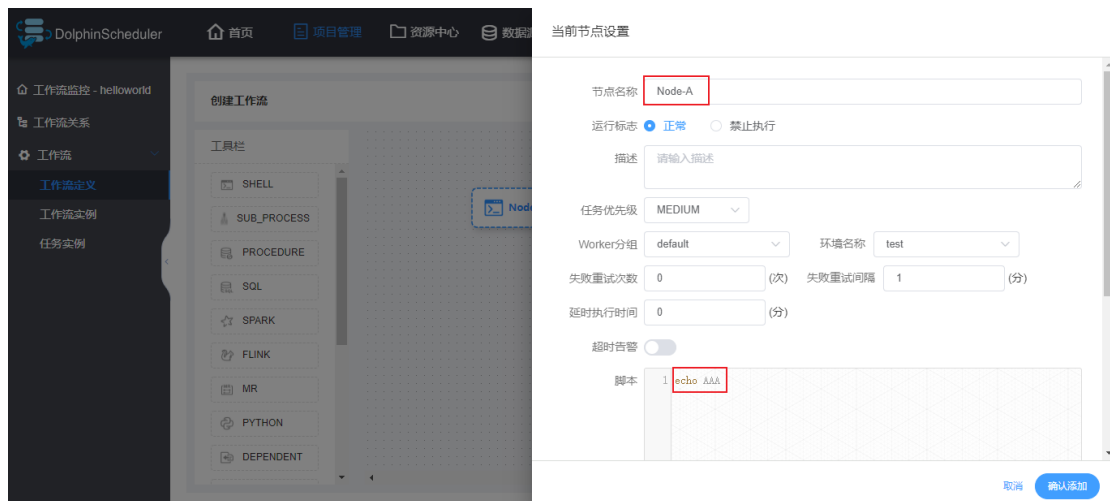 DolphinScheduler
首页
项目管理
资源中心
数据源
当前节点设置
工作流监控 - helloworld
工作流关系
工作流
工作流定义
工作流实例
任务实例
创建工作流
工具栏
SHELL
SUB_PROCESS
PROCEDURE
SQL
SPARK
FLINK
MR
PYTHON
DEPENDENT
Node
节点名称 Node-A
运行标志 正常 禁止执行
描述 请输入描述
任务优先级 MEDIUM
Worker分组 default 环境名称 test
失败重试次数 0 (次) 失败重试间隔 1 (分)
延时执行时间 0 (分)
超时告警
脚本 1 echo AAA
取消 确认添加